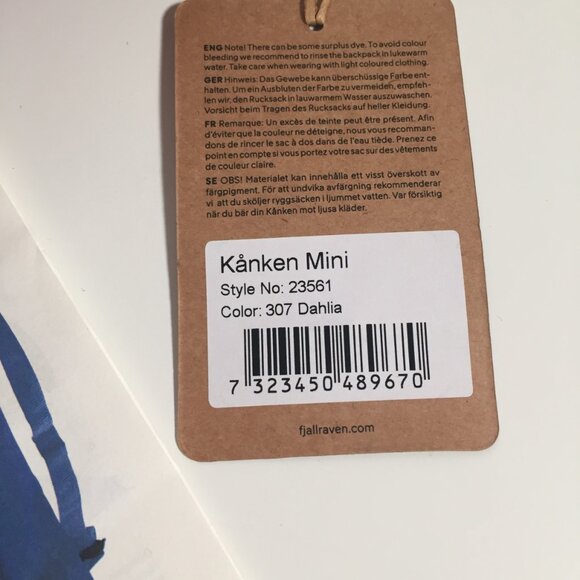 ENG Note! There can be some surplus dye. To avoid colour
bleeding we recommend to rinse the backpack in lukewarm
water. Take care when wearing with light coloured clothing.
GER Hinweis: Das Gewebe kann überschüssige Farbe ent-
halten. Um ein Ausbluten der Farbe zu vermeiden, empfeh-
len wir, den Rucksack in lauwarmem Wasser auszuwaschen.
Vorsicht beim Tragen des Rucksacks auf heller Kleidung.
FR Remarque: Un excès de teinte peut être présent. Afin
d'éviter que la couleur ne déteigne, nous vous recomman-
dons de rincer le sac à dos dans de l'eau tiède. Prenez ce
point en compte si vous portez votre sac sur des vêtements
de couleur claire.
SE OBS! Materialet kan innehålla ett visst överskott av
färgpigment. För att undvika avfärgning rekommenderar
vi att du sköljer ryggsäcken i ljummet vatten. Var försiktig
när du bär din Kånken mot ljusa kläder.
Kånken Mini
Style No: 23561
Color: 307 Dahlia
7 323450 489670
fjallraven.com